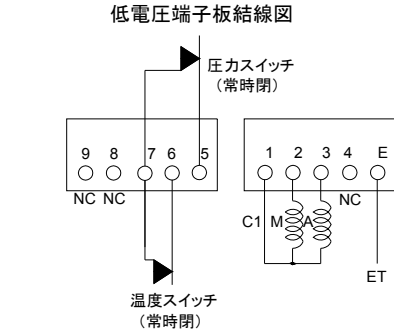 低電圧端子板結線図
圧力スイッチ
（常時閉）
9 8 7 6 5
NC NC
1 2 3 4 E
NC
C1 M A
ET
温度スイッチ
（常時閉）